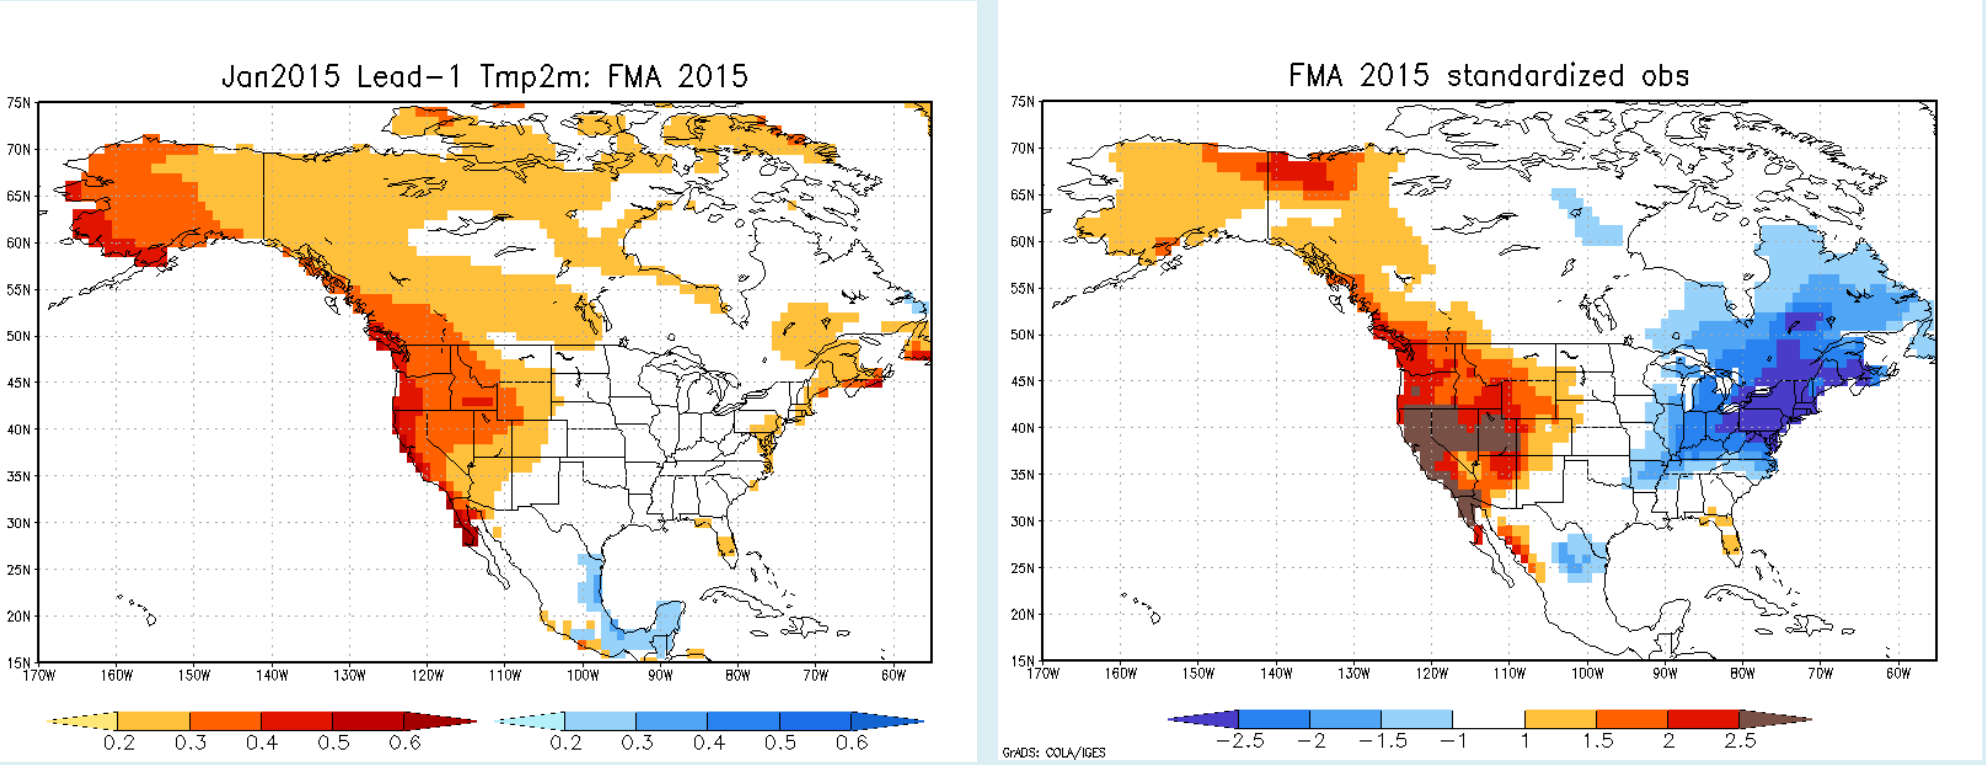 Jan2015 Lead-1 Tmp2m: FMA 2015
75N
70N
65N
60N
55N
50N
45N
40N
35N
30N
25N
20N
15N
170W 160W 150W 140W 130W 120W 110W 100W 90W 80W 70W 60W
0.2 0.3 0.4 0.5 0.6
0.2 0.3 0.4 0.5 0.6
FMA 2015 standardized obs
75N
70N
65N
60N
55N
50N
45N
40N
35N
30N
25N
20N
15N
170W 160W 150W 140W 130W 120W 110W 100W 90W 80W 70W 60W
-2.5 -2 -1.5 -1 1 1.5 2 2.5
GrADS: COLA/IGES